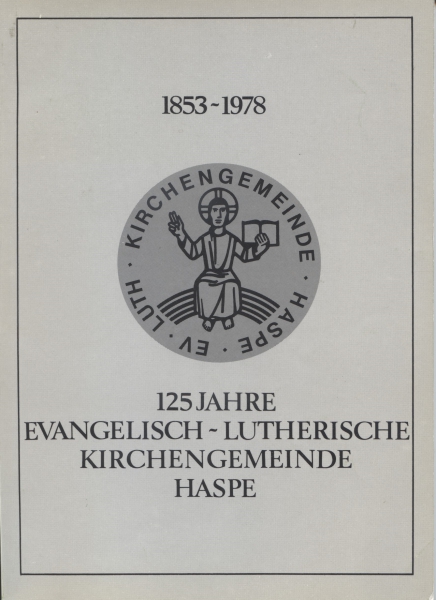 1853-1978
EV · LUTH · KIRCHENGEMEINDE · HASPE ·
125 JAHRE
EVANGELISCH-LUTHERISCHE
KIRCHENGEMEINDE
HASPE